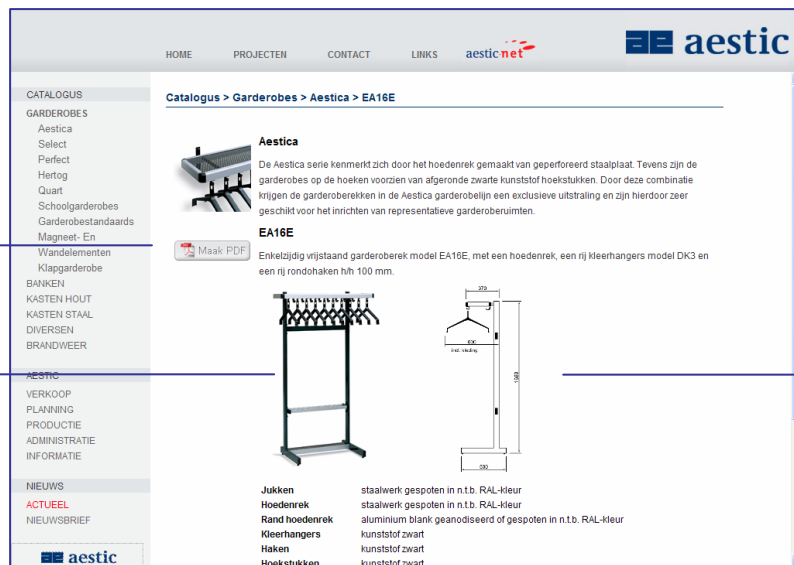 HOME PROJECTEN CONTACT LINKS aestic.net
ae aestic
CATALOGUS
GARDEROBES
Aestica
Select
Perfect
Hertog
Quart
Schoolgarderobes
Garderobestandaards
Magneet- En
Wandelementen
Klapgarderobe
BANKEN
KASTEN HOUT
KASTEN STAAL
DIVERSEN
BRANDWEER
AESTIC
VERKOOP
PLANNING
PRODUCTIE
ADMINISTRATIE
INFORMATIE
NIEUWS
ACTUEEL
NIEUWSBRIEF
ae aestic
Catalogus > Garderobes > Aestica > EA16E
Aestica
De Aestica serie kenmerkt zich door het hoedenrek gemaakt van geperforeerd staalplaat. Tevens zijn de
garderobes op de hoeken voorzien van afgeronde zwarte kunststof hoekstukken. Door deze combinatie
krijgen de garderoberekken in de Aestica garderobelijn een exclusieve uitstraling en zijn hierdoor zeer
geschikt voor het inrichten van representatieve garderoberuimten.
EA16E
Maak PDF
Enkelzijdig vrijstaand garderoberek model EA16E, met een hoedenrek, een rij kleerhangers model DK3 en
een rij rondohaken h/h 100 mm.
370
600
incl. kleding
Jukken staalwerk gespoten in n.t.b. RAL-kleur
Hoedenrek staalwerk gespoten in n.t.b. RAL-kleur
Rand hoedenrek aluminium blank geanodiseerd of gespoten in n.t.b. RAL-kleur
Kleerhangers kunststof zwart
Haken kunststof zwart
Hoekstukken kunststof zwart